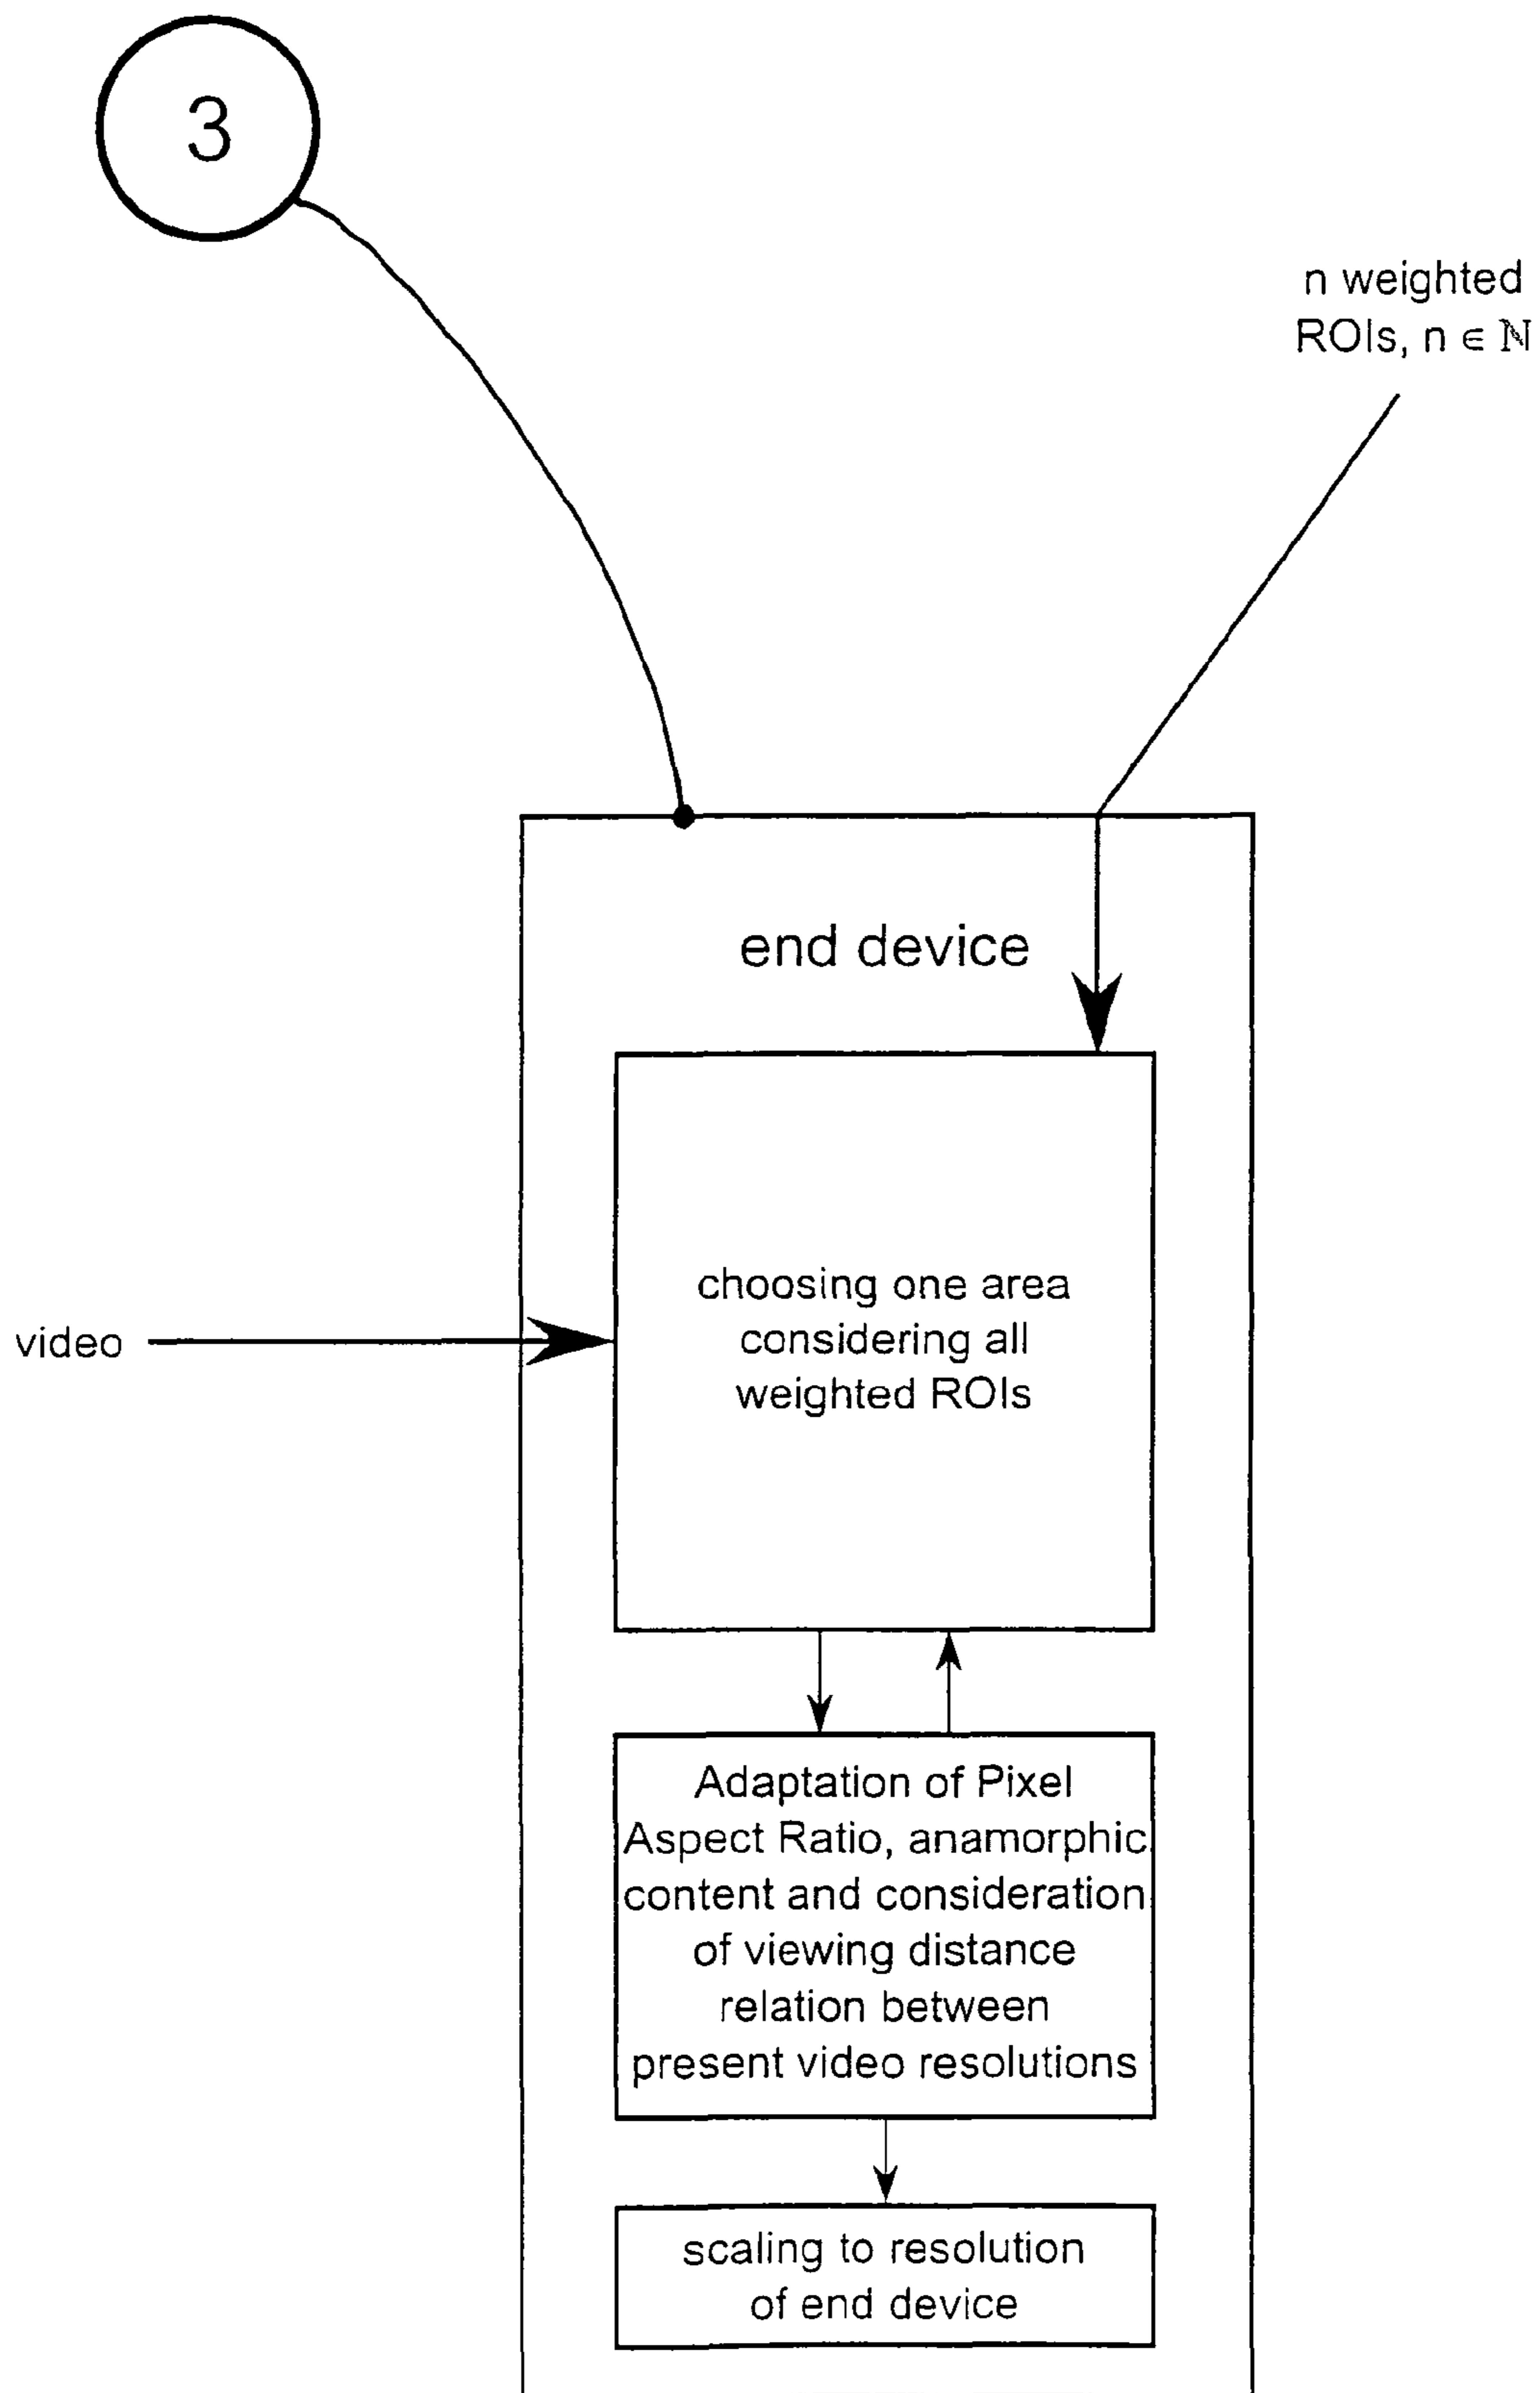 3
n weighted
ROIs, n ∈ ℕ
end device
choosing one area
considering all
weighted ROIs
video
Adaptation of Pixel
Aspect Ratio, anamorphic
content and consideration
of viewing distance
relation between
present video resolutions
scaling to resolution
of end device